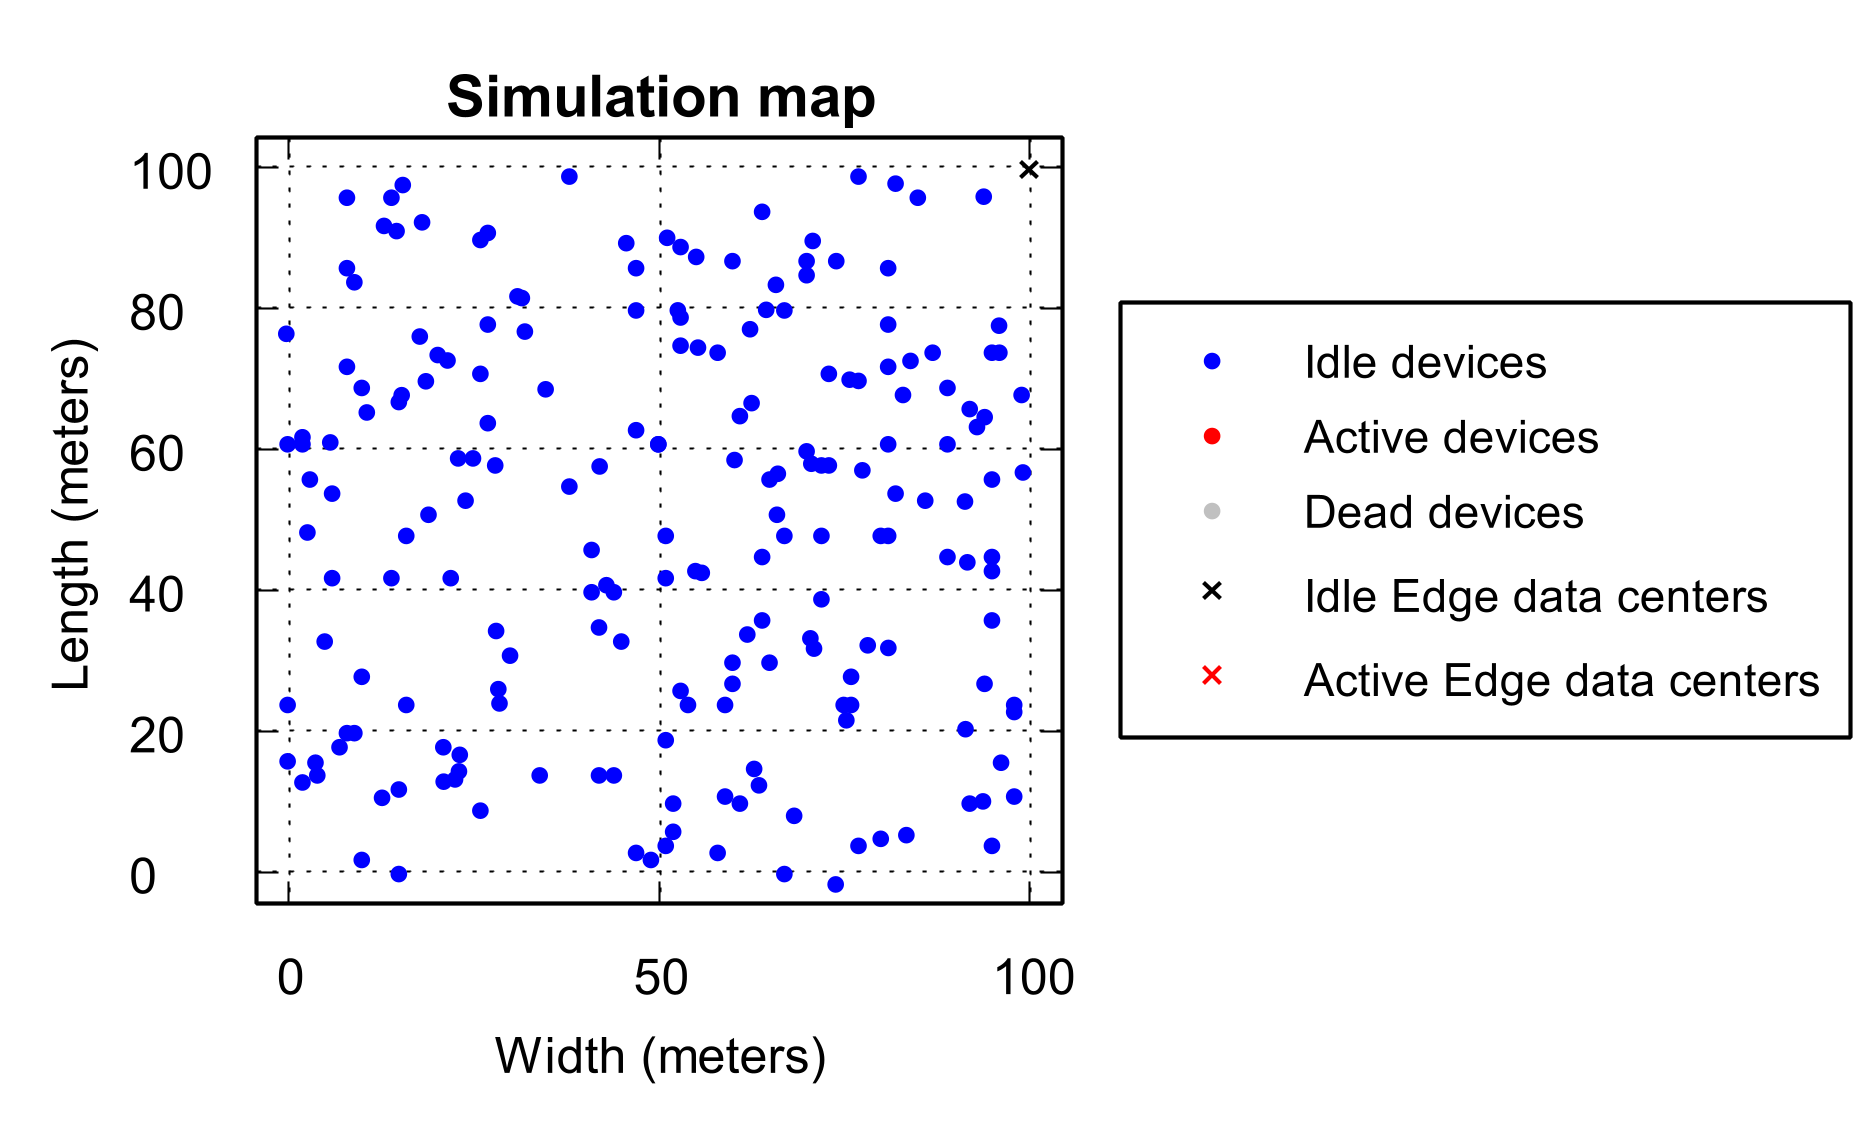 Simulation map
100
80
60
40
20
0
Length (meters)
0 50 100
Width (meters)
Idle devices
Active devices
Dead devices
Idle Edge data centers
Active Edge data centers